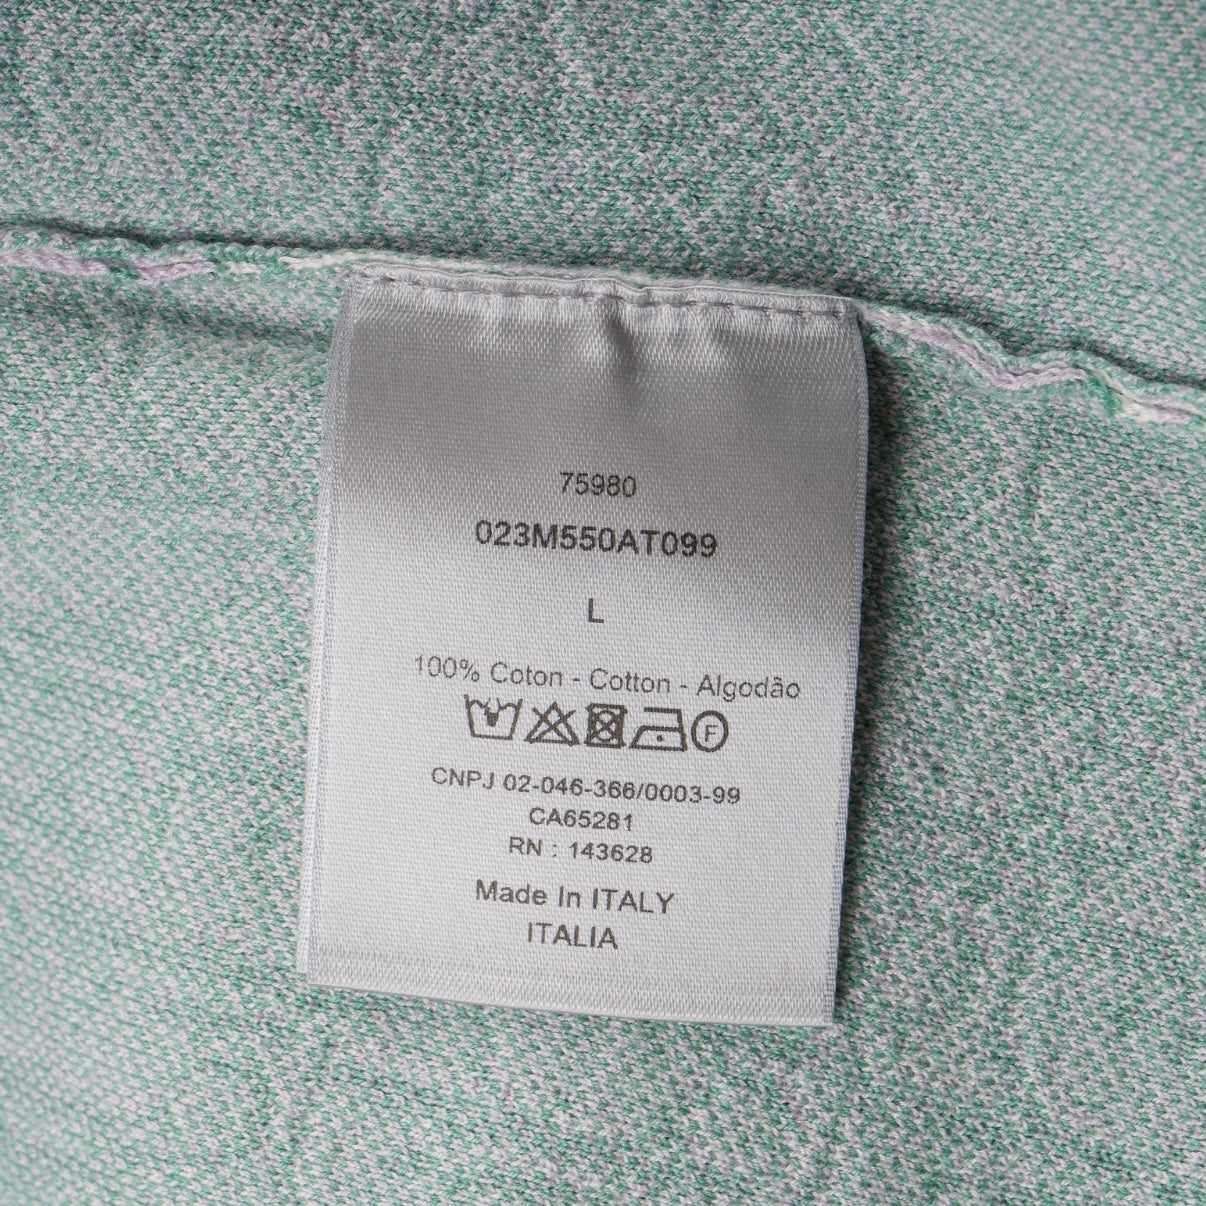 75980
023M550AT099
L
100% Coton - Cotton - Algodão
F
CNPJ 02-046-366/0003-99
CA65281
RN : 143628
Made In ITALY
ITALIA